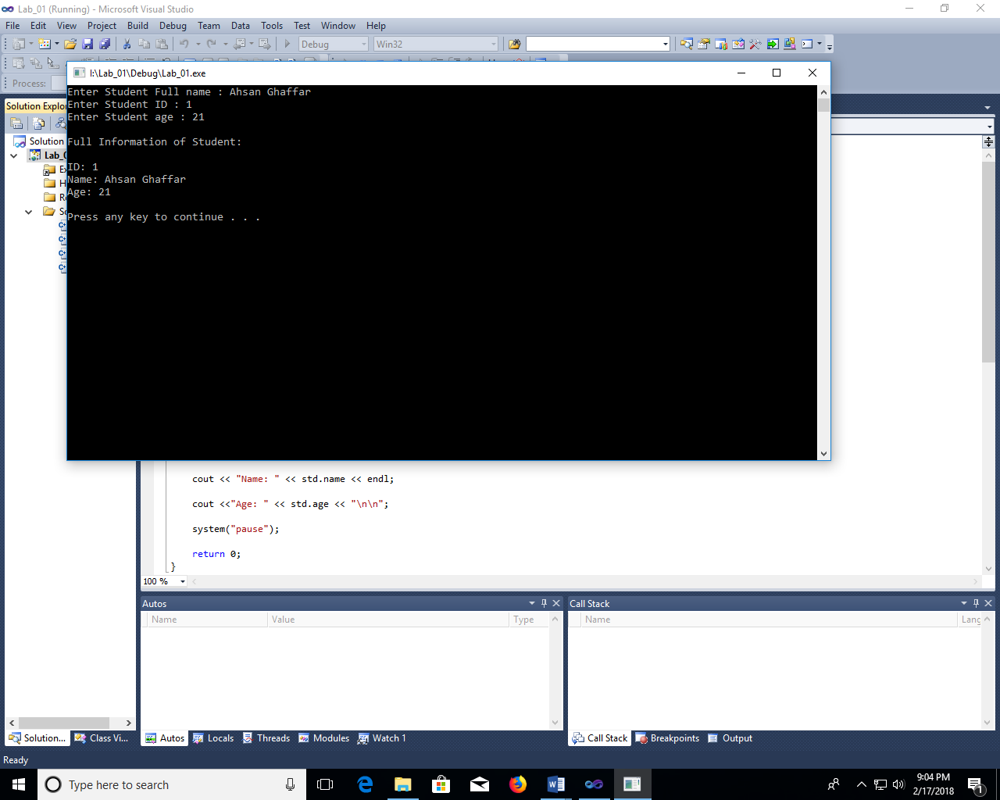 Lab_01 (Running) - Microsoft Visual Studio
File Edit View Project Build Debug Team Data Tools Test Window Help
Debug Win32
Process:
I:\Lab_01\Debug\Lab_01.exe
Enter Student Full name : Ahsan Ghaffar
Enter Student ID : 1
Enter Student age : 21
Full Information of Student:
ID: 1
Name: Ahsan Ghaffar
Age: 21
Press any key to continue . . .
Solution Explo
Solution
Lab_0
cout << "Name: " << std.name << endl;
cout <<"Age: " << std.age << "\n\n";
system("pause");
return 0;
}
100 %
Autos
Name Value Type
Call Stack
Name Lang
Solution... Class Vi...
Autos Locals Threads Modules Watch 1
Call Stack Breakpoints Output
Ready
Type here to search
9:04 PM
2/17/2018
1